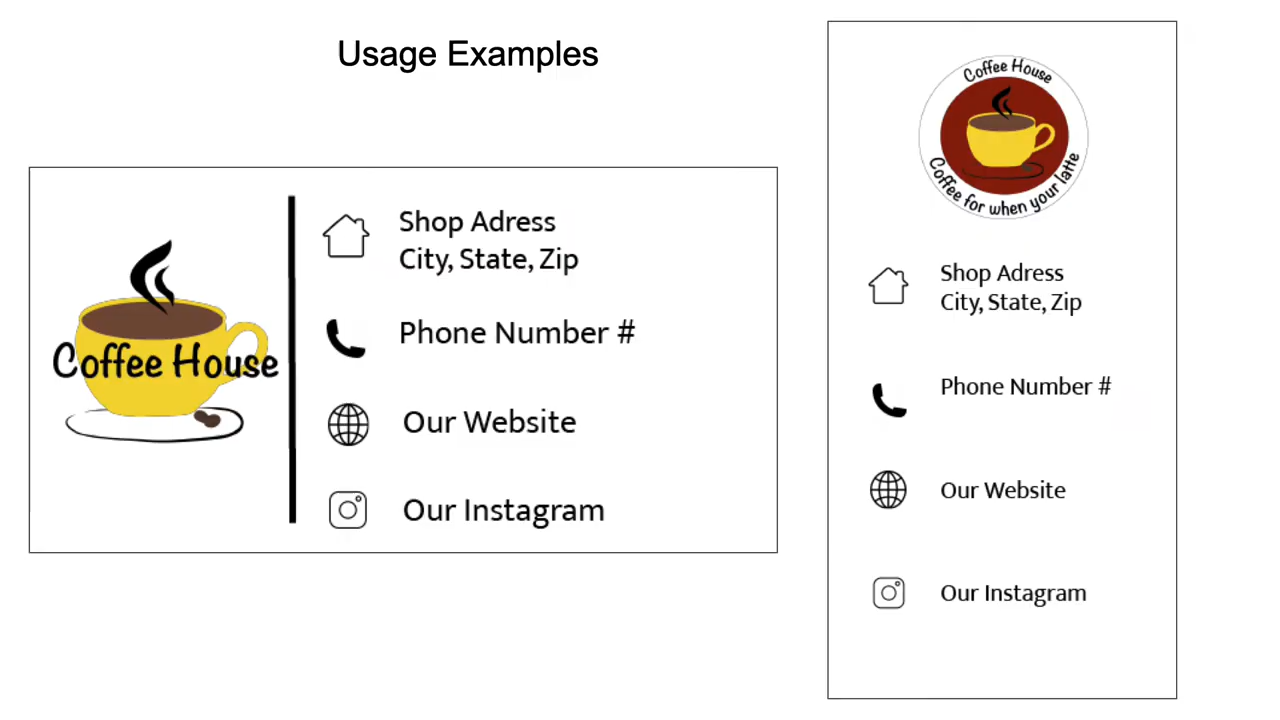 Usage Examples
Coffee House
Shop Adress
City, State, Zip
Phone Number #
Our Website
Our Instagram
Coffee House
Coffee for when your latte
Shop Adress
City, State, Zip
Phone Number #
Our Website
Our Instagram